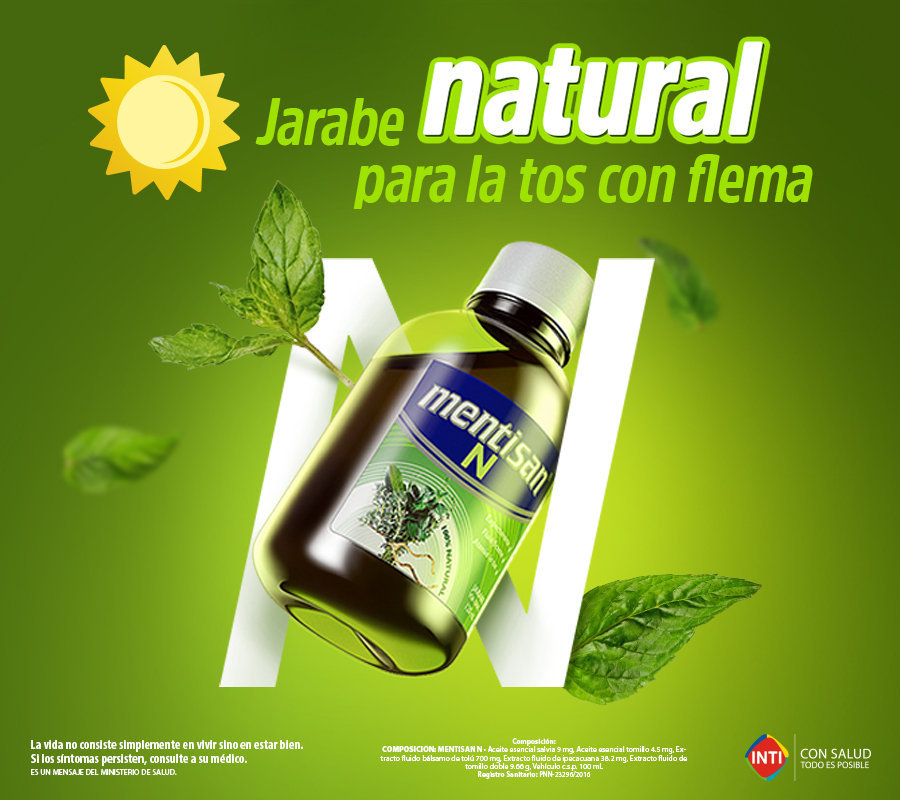 Jarabe natural
para la tos con flema
N
mentisan
N
100% NATURAL
La vida no consiste simplemente en vivir sino en estar bien.
Si los síntomas persisten, consulte a su médico.
ES UN MENSAJE DEL MINISTERIO DE SALUD.
Composición:
COMPOSICION: MENTISAN N - Aceite esencial salvia 9 mg, Aceite esencial tomillo 4.5 mg, Ex-
tracto fluido bálsamo de tolú 700 mg, Extracto fluido de ipecacuana 38.2 mg, Extracto fluido de
tomillo doble 9.66 g, Vehículo c.s.p. 100 mL
Registro Sanitario: PNN-23296/2016
INTI
CON SALUD
TODO ES POSIBLE